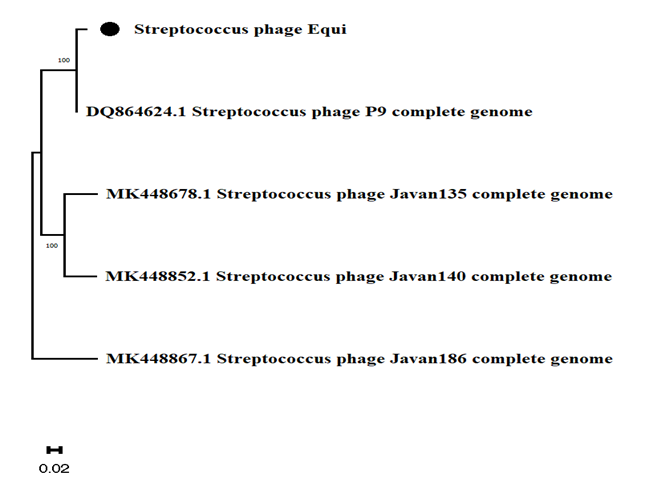 Streptococcus phage Equi
100
DQ864624.1 Streptococcus phage P9 complete genome
MK448678.1 Streptococcus phage Javan135 complete genome
100
MK448852.1 Streptococcus phage Javan140 complete genome
MK448867.1 Streptococcus phage Javan186 complete genome
0.02